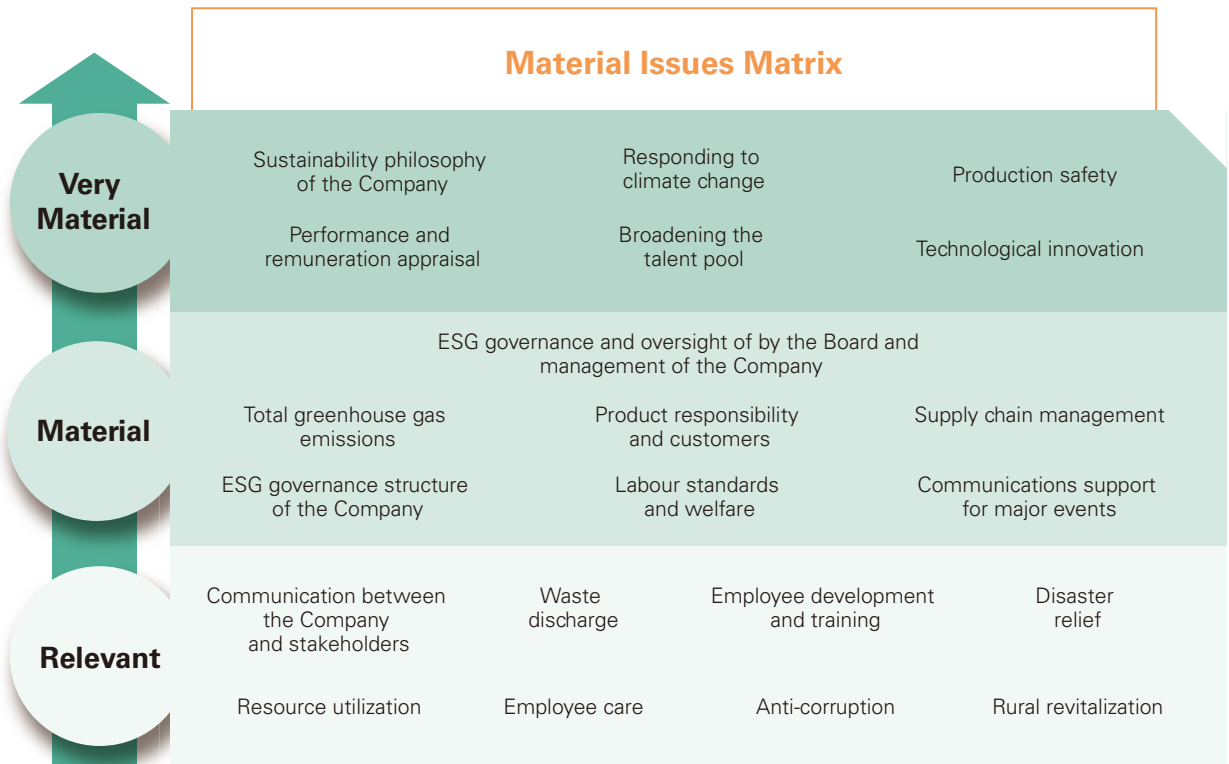 Material Issues Matrix
Very
Material
Sustainability philosophy
of the Company
Responding to
climate change
Production safety
Performance and
remuneration appraisal
Broadening the
talent pool
Technological innovation
Material
ESG governance and oversight of by the Board and
management of the Company
Total greenhouse gas
emissions
Product responsibility
and customers
Supply chain management
ESG governance structure
of the Company
Labour standards
and welfare
Communications support
for major events
Relevant
Communication between
the Company
and stakeholders
Waste
discharge
Employee development
and training
Disaster
relief
Resource utilization
Employee care
Anti-corruption
Rural revitalization